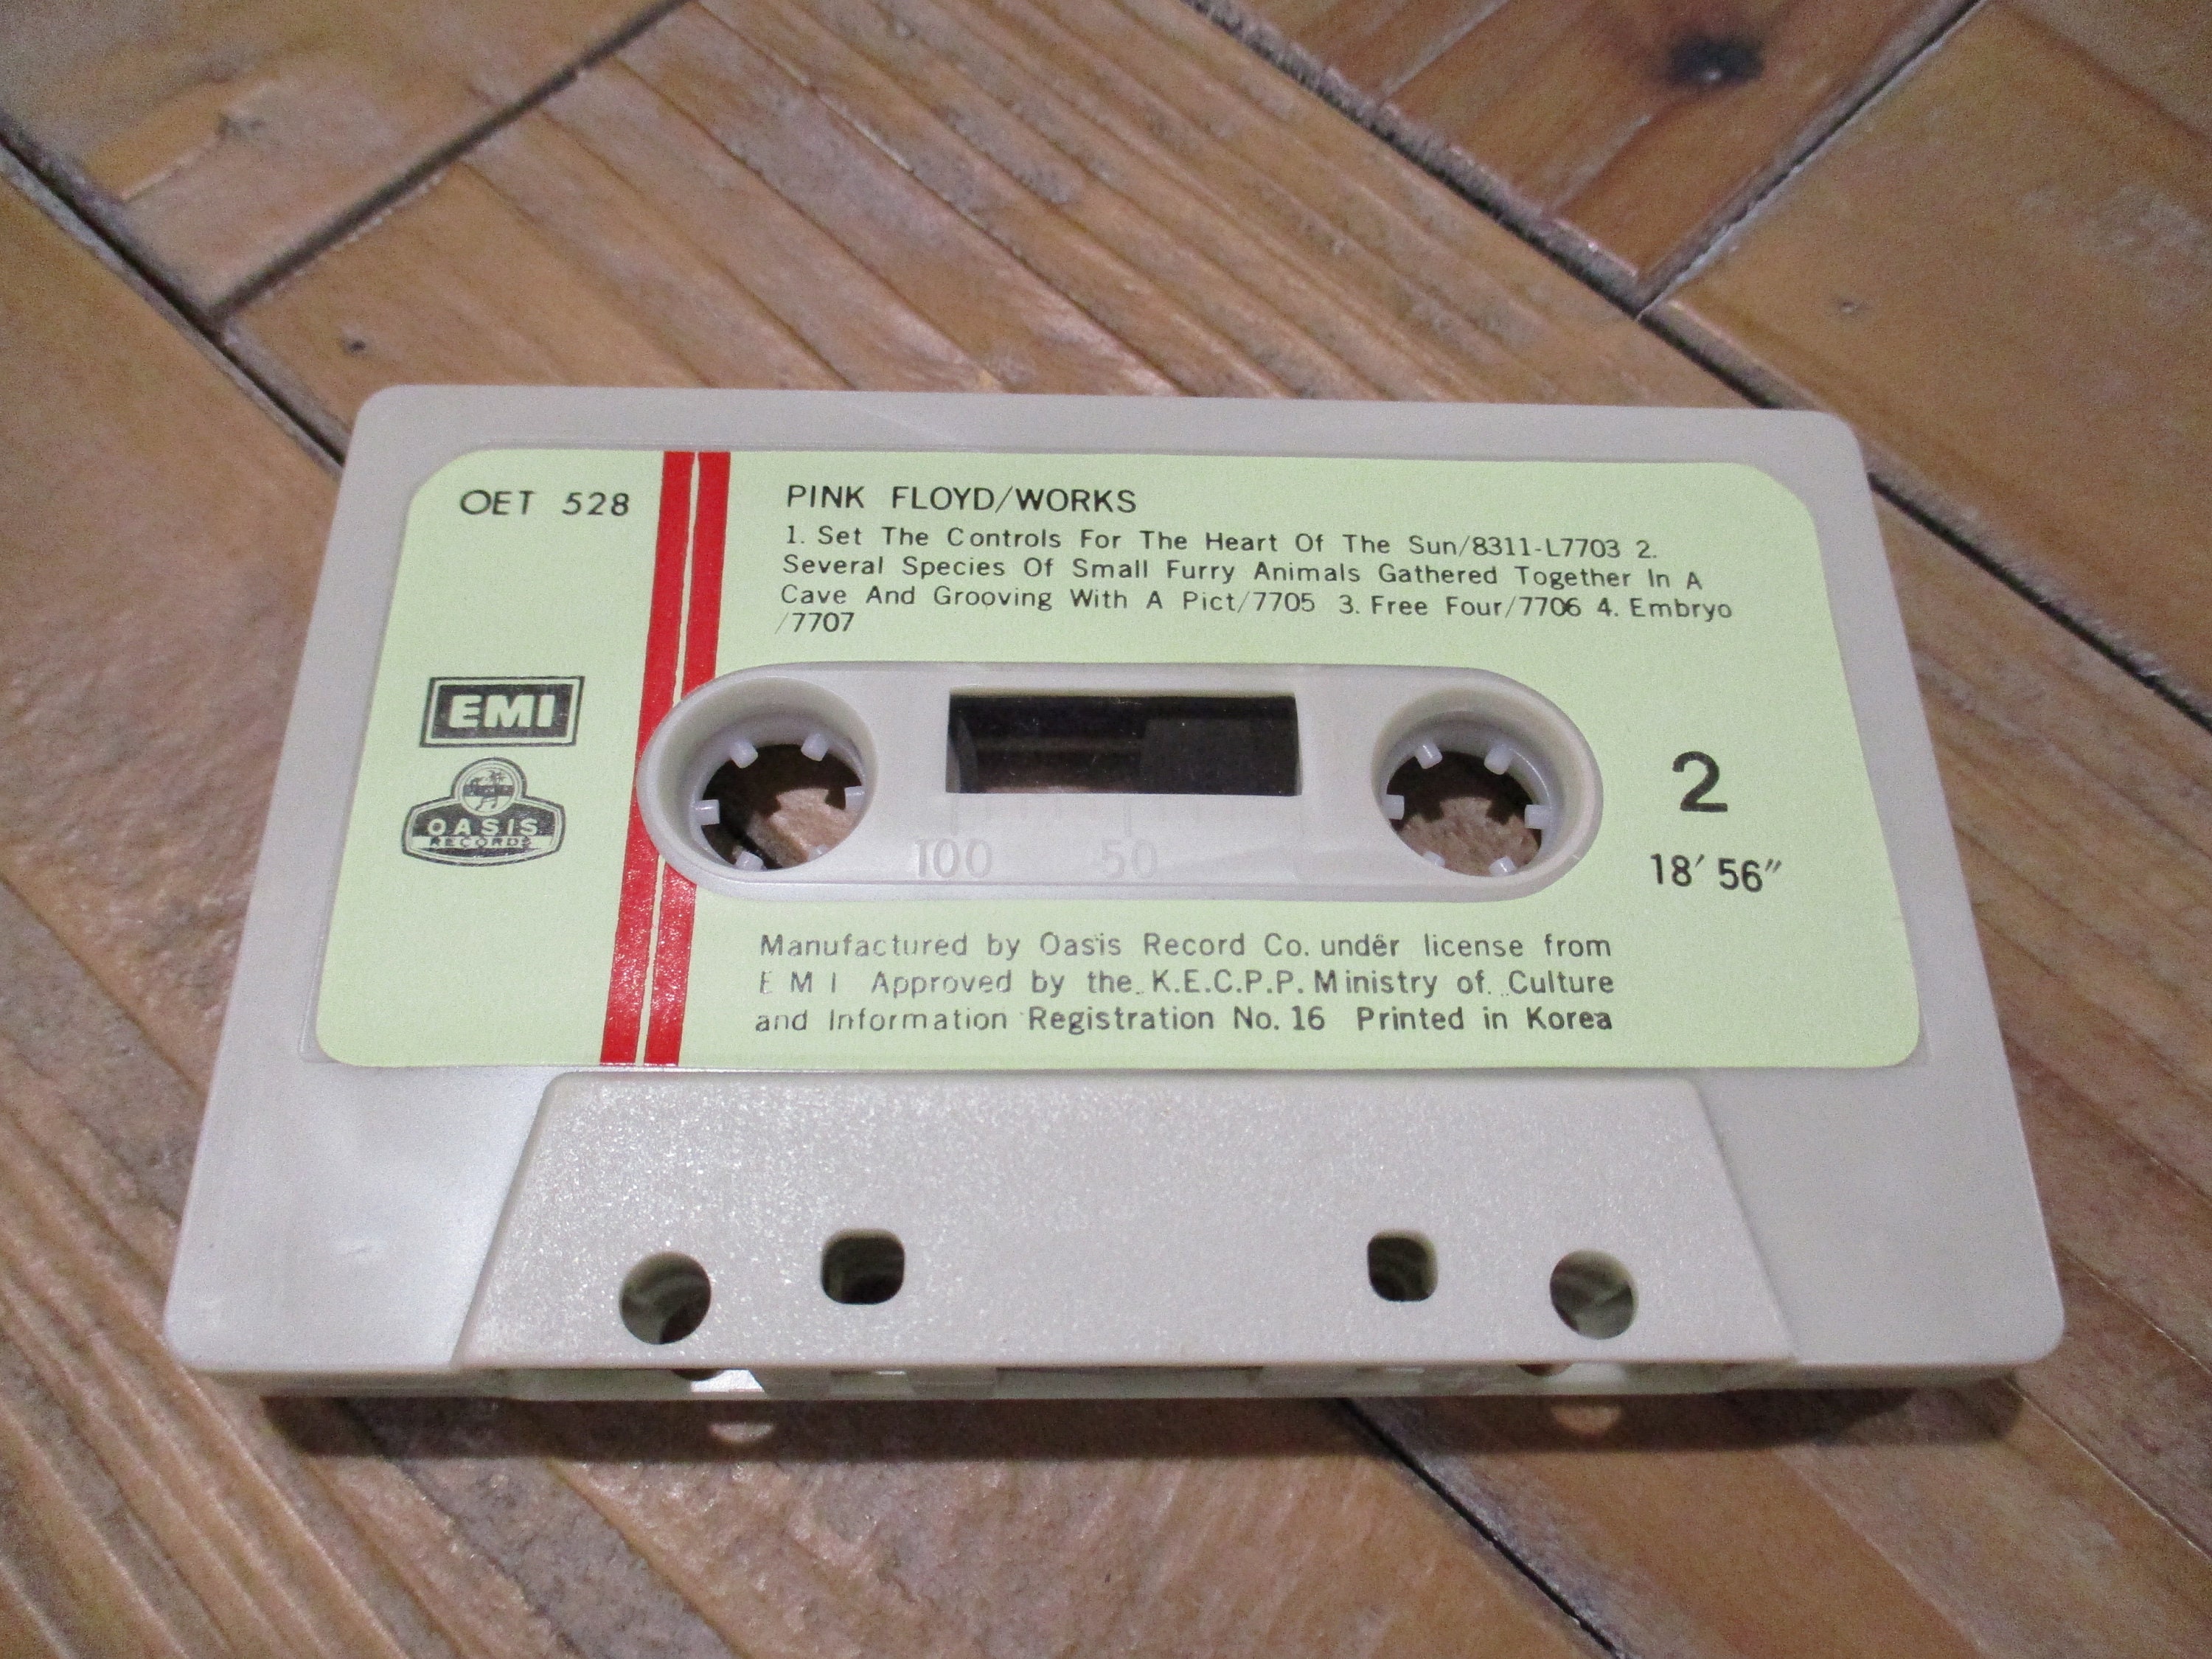 OET 528
PINK FLOYD/WORKS
1. Set The Controls For The Heart Of The Sun/8311-L7703 2.
Several Species Of Small Furry Animals Gathered Together In A
Cave And Grooving With A Pict/7705 3. Free Four/7706 4. Embryo
/7707
EMI
OASIS
RECORDS
100 50
2
18′ 56″
Manufactured by Oasis Record Co. under license from
E M I Approved by the K.E.C.P.P. Ministry of Culture
and Information Registration No. 16 Printed in Korea